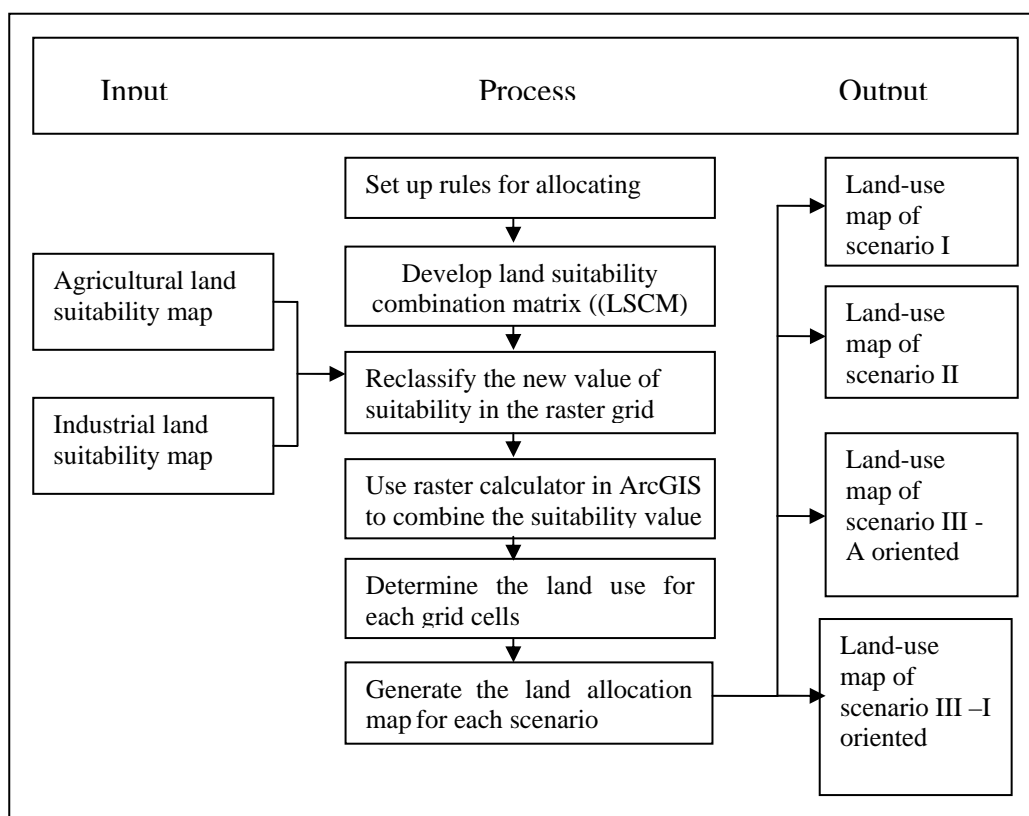 Input
Process
Output
Set up rules for allocating
Develop land suitability
combination matrix ((LSCM)
Reclassify the new value of
suitability in the raster grid
Use raster calculator in ArcGIS
to combine the suitability value
Determine the land use for
each grid cells
Generate the land allocation
map for each scenario
Agricultural land
suitability map
Industrial land
suitability map
Land-use
map of
scenario I
Land-use
map of
scenario II
Land-use
map of
scenario III -
A oriented
Land-use
map of
scenario III –I
oriented